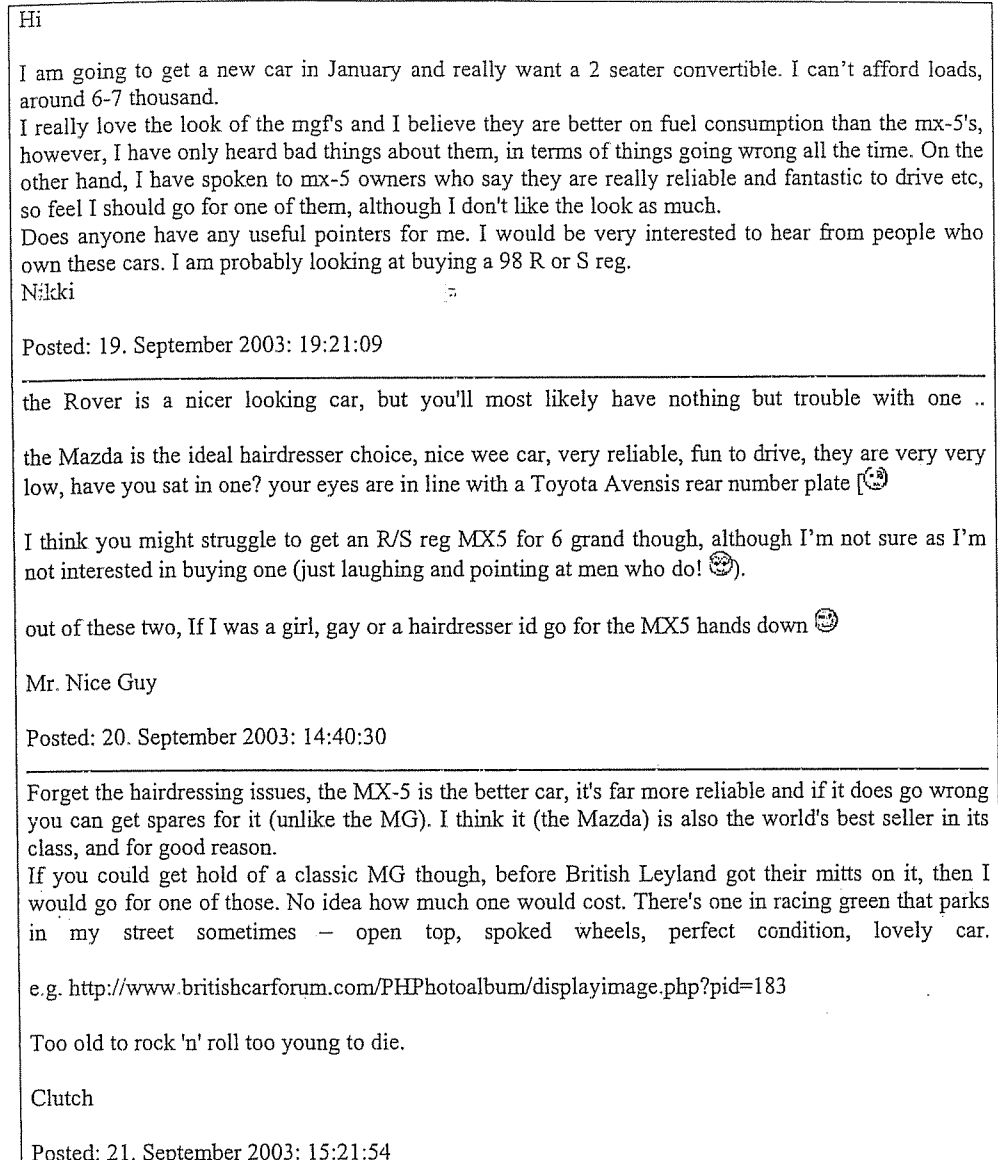 Hi
I am going to get a new car in January and really want a 2 seater convertible. I can't afford loads,
around 6-7 thousand.
I really love the look of the mgf's and I believe they are better on fuel consumption than the mx-5's,
however, I have only heard bad things about them, in terms of things going wrong all the time. On the
other hand, I have spoken to mx-5 owners who say they are really reliable and fantastic to drive etc,
so feel I should go for one of them, although I don't like the look as much.
Does anyone have any useful pointers for me. I would be very interested to hear from people who
own these cars. I am probably looking at buying a 98 R or S reg.
Nikki
Posted: 19. September 2003: 19:21:09
the Rover is a nicer looking car, but you'll most likely have nothing but trouble with one ..
the Mazda is the ideal hairdresser choice, nice wee car, very reliable, fun to drive, they are very very
low, have you sat in one? your eyes are in line with a Toyota Avensis rear number plate [
I think you might struggle to get an R/S reg MX5 for 6 grand though, although I'm not sure as I'm
not interested in buying one (just laughing and pointing at men who do! ).
out of these two, If I was a girl, gay or a hairdresser id go for the MX5 hands down
Mr. Nice Guy
Posted: 20. September 2003: 14:40:30
Forget the hairdressing issues, the MX-5 is the better car, it's far more reliable and if it does go wrong
you can get spares for it (unlike the MG). I think it (the Mazda) is also the world's best seller in its
class, and for good reason.
If you could get hold of a classic MG though, before British Leyland got their mitts on it, then I
would go for one of those. No idea how much one would cost. There's one in racing green that parks
in my street sometimes – open top, spoked wheels, perfect condition, lovely car.
e.g. http://www.britishcarforum.com/PHPhotoalbum/displayimage.php?pid=183
Too old to rock 'n' roll too young to die.
Clutch
Posted: 21. September 2003: 15:21:54